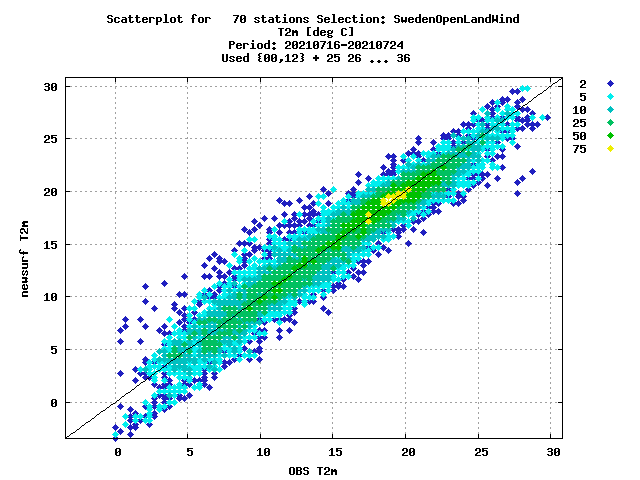 Scatterplot for   70 stations Selection: SwedenOpenLandWind
T2m [deg C]
Period: 20210716-20210724
Used {00,12} + 25 26 ... 36
2
5
10
25
50
75
30
25
20
15
10
5
0
newsurf T2m
0 5 10 15 20 25 30
OBS T2m